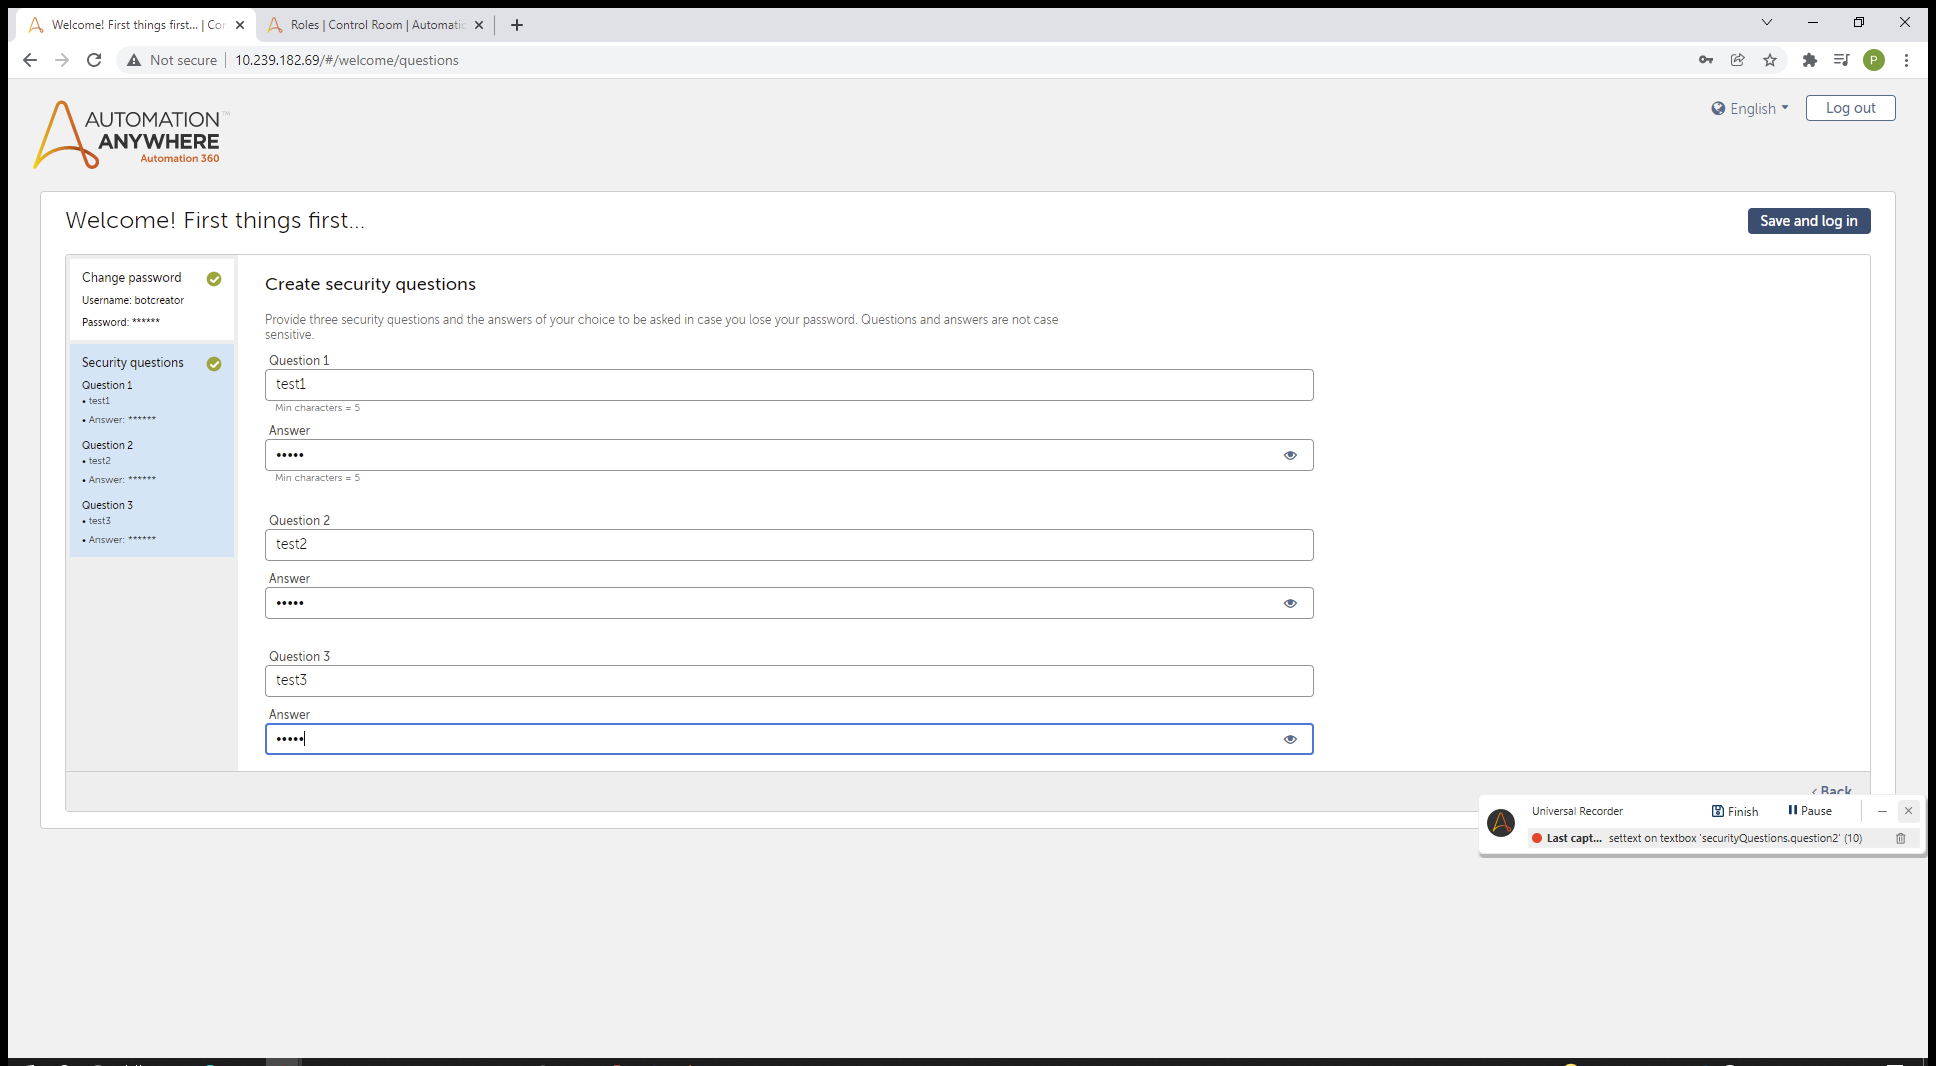 Welcome! First things first... | Co
Roles | Control Room | Automatic
Not secure
10.239.182.69/#/welcome/questions
P
AUTOMATION™
ANYWHERE
Automation 360
English
Log out
Welcome! First things first...
Save and log in
Change password
Username: botcreator
Password: ******
Security questions
Question 1
• test1
• Answer: ******
Question 2
• test2
• Answer: ******
Question 3
• test3
• Answer: ******
Create security questions
Provide three security questions and the answers of your choice to be asked in case you lose your password. Questions and answers are not case
sensitive.
Question 1
test1
Min characters = 5
Answer
•••••
Min characters = 5
Question 2
test2
Answer
•••••
Question 3
test3
Answer
•••••
‹ Back
Universal Recorder
Finish
Pause
Last capt... settext on textbox 'securityQuestions.question2' (10)